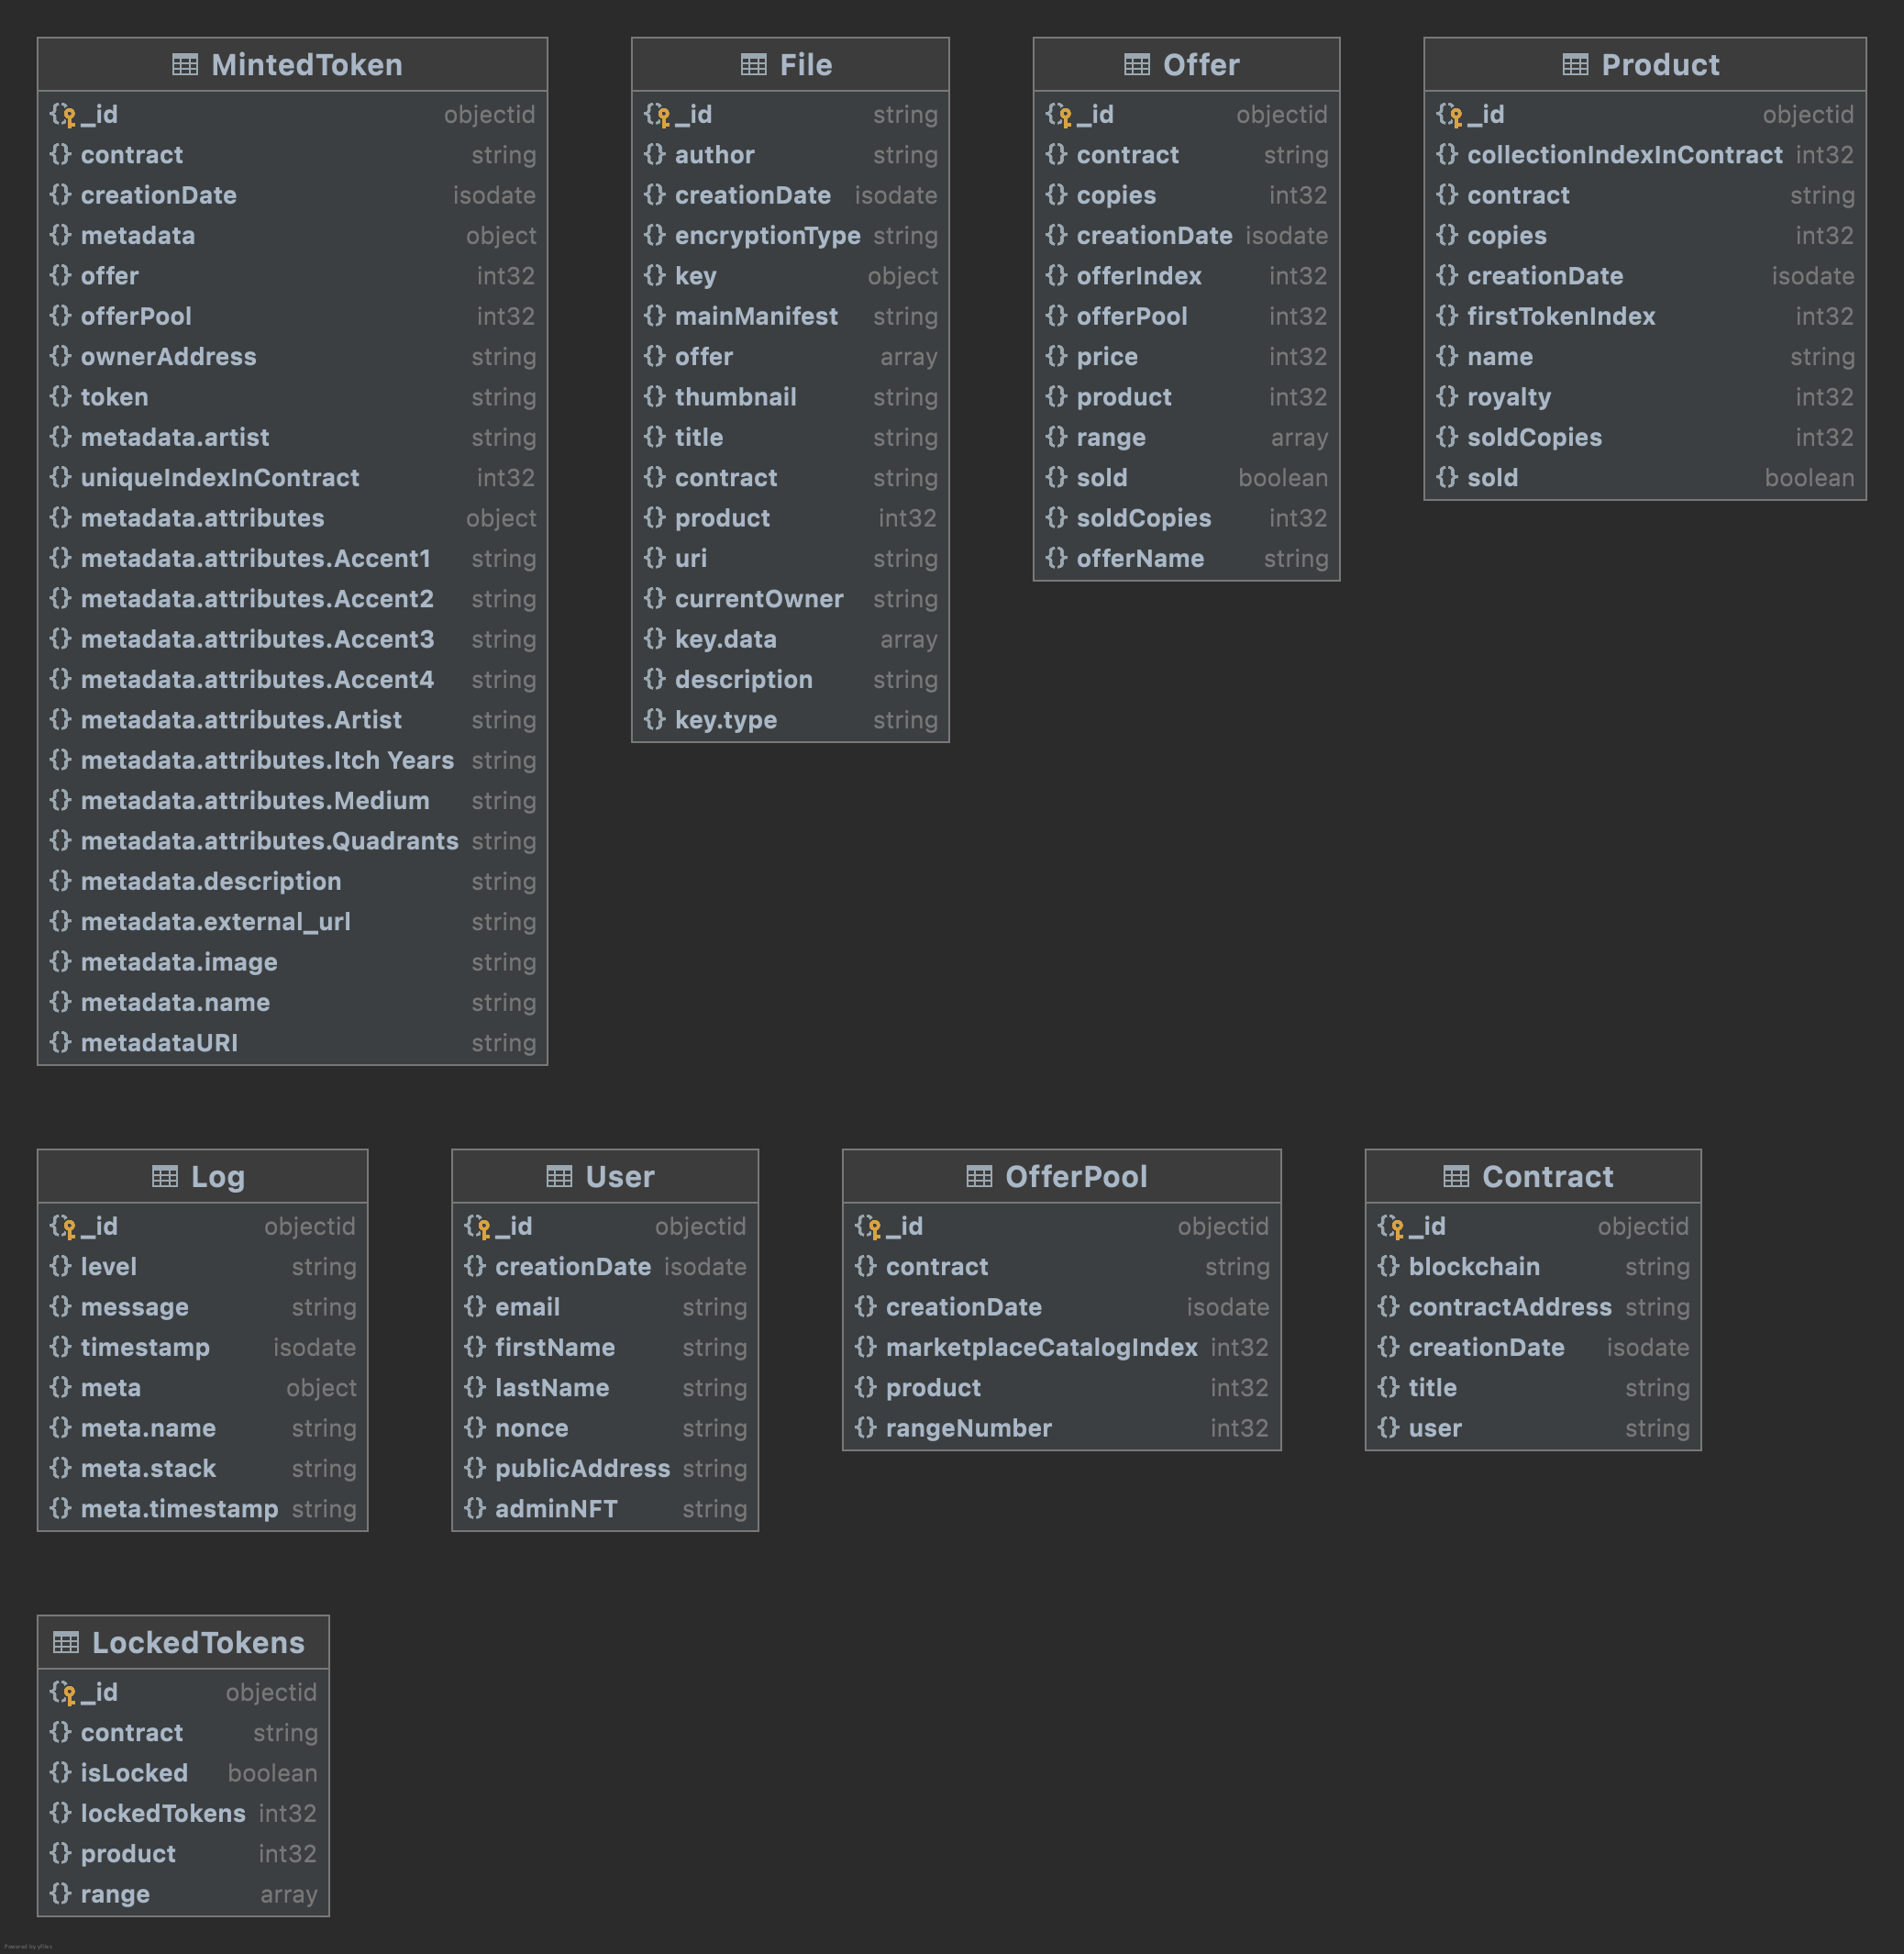 MintedToken
_id objectid
contract string
creationDate isodate
metadata object
offer int32
offerPool int32
ownerAddress string
token string
metadata.artist string
uniqueIndexInContract int32
metadata.attributes object
metadata.attributes.Accent1 string
metadata.attributes.Accent2 string
metadata.attributes.Accent3 string
metadata.attributes.Accent4 string
metadata.attributes.Artist string
metadata.attributes.Itch Years string
metadata.attributes.Medium string
metadata.attributes.Quadrants string
metadata.description string
metadata.external_url string
metadata.image string
metadata.name string
metadataURI string
File
_id string
author string
creationDate isodate
encryptionType string
key object
mainManifest string
offer array
thumbnail string
title string
contract string
product int32
uri string
currentOwner string
key.data array
description string
key.type string
Offer
_id objectid
contract string
copies int32
creationDate isodate
offerIndex int32
offerPool int32
price int32
product int32
range array
sold boolean
soldCopies int32
offerName string
Product
_id objectid
collectionIndexInContract int32
contract string
copies int32
creationDate isodate
firstTokenIndex int32
name string
royalty int32
soldCopies int32
sold boolean
Log
_id objectid
level string
message string
timestamp isodate
meta object
meta.name string
meta.stack string
meta.timestamp string
User
_id objectid
creationDate isodate
email string
firstName string
lastName string
nonce string
publicAddress string
adminNFT string
OfferPool
_id objectid
contract string
creationDate isodate
marketplaceCatalogIndex int32
product int32
rangeNumber int32
Contract
_id objectid
blockchain string
contractAddress string
creationDate isodate
title string
user string
LockedTokens
_id objectid
contract string
isLocked boolean
lockedTokens int32
product int32
range array
Powered by yFiles